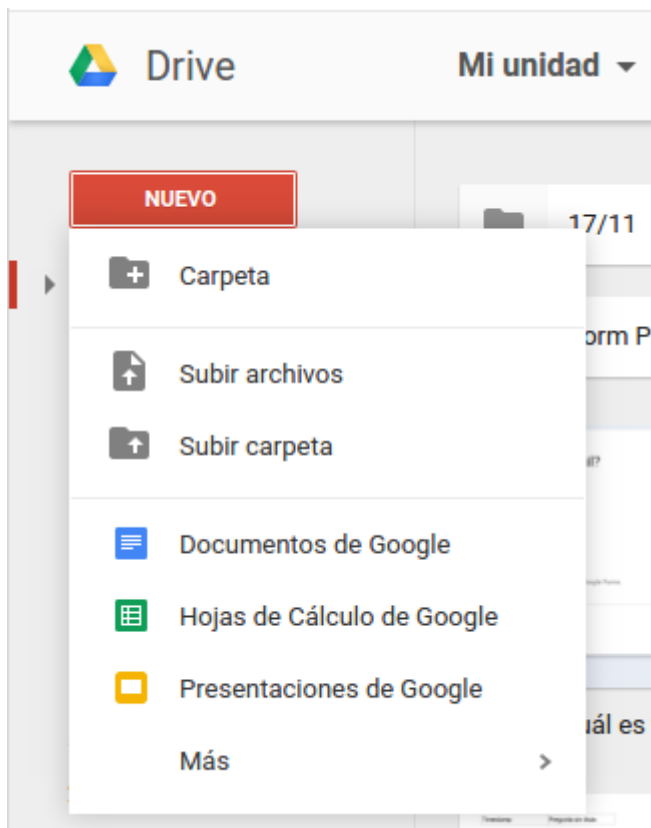 Drive
Mi unidad
NUEVO
17/11
Carpeta
orm P
Subir archivos
Subir carpeta
Documentos de Google
Hojas de Cálculo de Google
Presentaciones de Google
uál es
Más